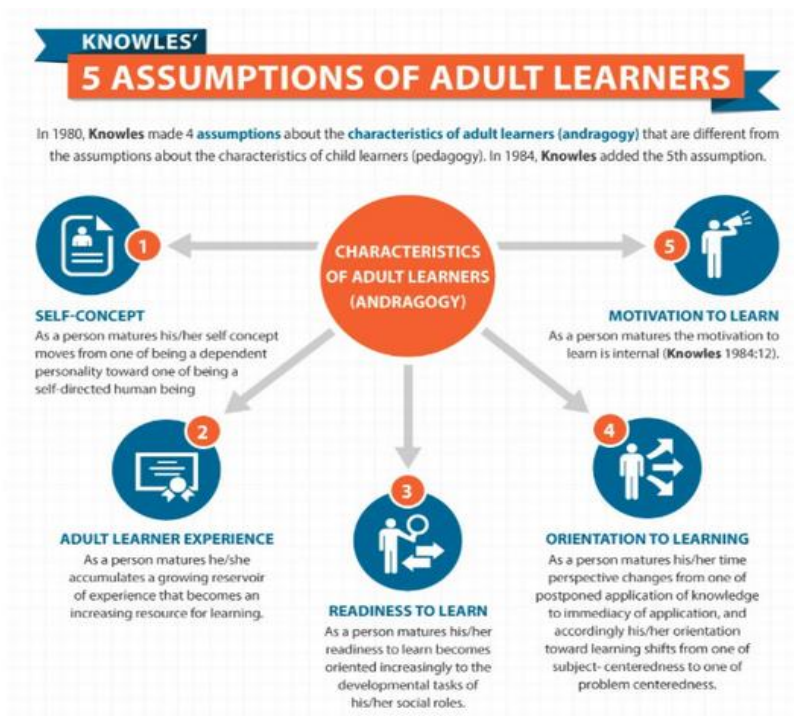 KNOWLES'
5 ASSUMPTIONS OF ADULT LEARNERS
In 1980, Knowles made 4 assumptions about the characteristics of adult learners (andragogy) that are different from
the assumptions about the characteristics of child learners (pedagogy). In 1984, Knowles added the 5th assumption.
CHARACTERISTICS
OF ADULT LEARNERS
(ANDRAGOGY)
1
SELF-CONCEPT
As a person matures his/her self concept
moves from one of being a dependent
personality toward one of being a
self-directed human being
2
ADULT LEARNER EXPERIENCE
As a person matures he/she
accumulates a growing reservoir
of experience that becomes an
increasing resource for learning.
3
READINESS TO LEARN
As a person matures his/her
readiness to learn becomes
oriented increasingly to the
developmental tasks of
his/her social roles.
4
ORIENTATION TO LEARNING
As a person matures his/her time
perspective changes from one of
postponed application of knowledge
to immediacy of application, and
accordingly his/her orientation
toward learning shifts from one of
subject- centeredness to one of
problem centeredness.
5
MOTIVATION TO LEARN
As a person matures the motivation to
learn is internal (Knowles 1984:12).